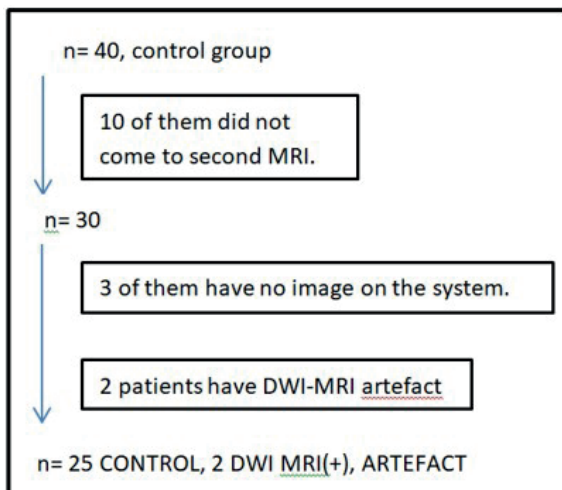 n= 40, control group
10 of them did not
come to second MRI.
n= 30
3 of them have no image on the system.
2 patients have DWI-MRI artefact
n= 25 CONTROL, 2 DWI MRI(+), ARTEFACT